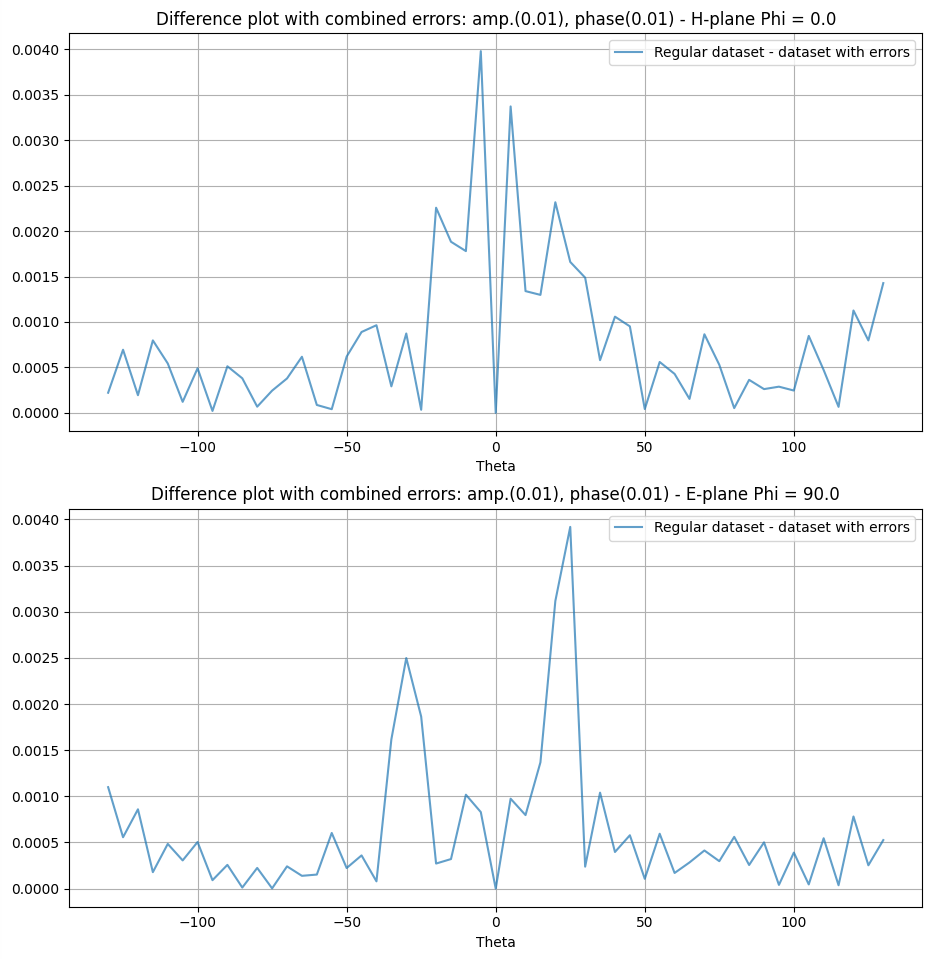 Difference plot with combined errors: amp.(0.01), phase(0.01) - H-plane Phi = 0.0
Regular dataset - dataset with errors
0.0040
0.0035
0.0030
0.0025
0.0020
0.0015
0.0010
0.0005
0.0000
−100 −50 0 50 100
Theta
Difference plot with combined errors: amp.(0.01), phase(0.01) - E-plane Phi = 90.0
Regular dataset - dataset with errors
0.0040
0.0035
0.0030
0.0025
0.0020
0.0015
0.0010
0.0005
0.0000
−100 −50 0 50 100
Theta